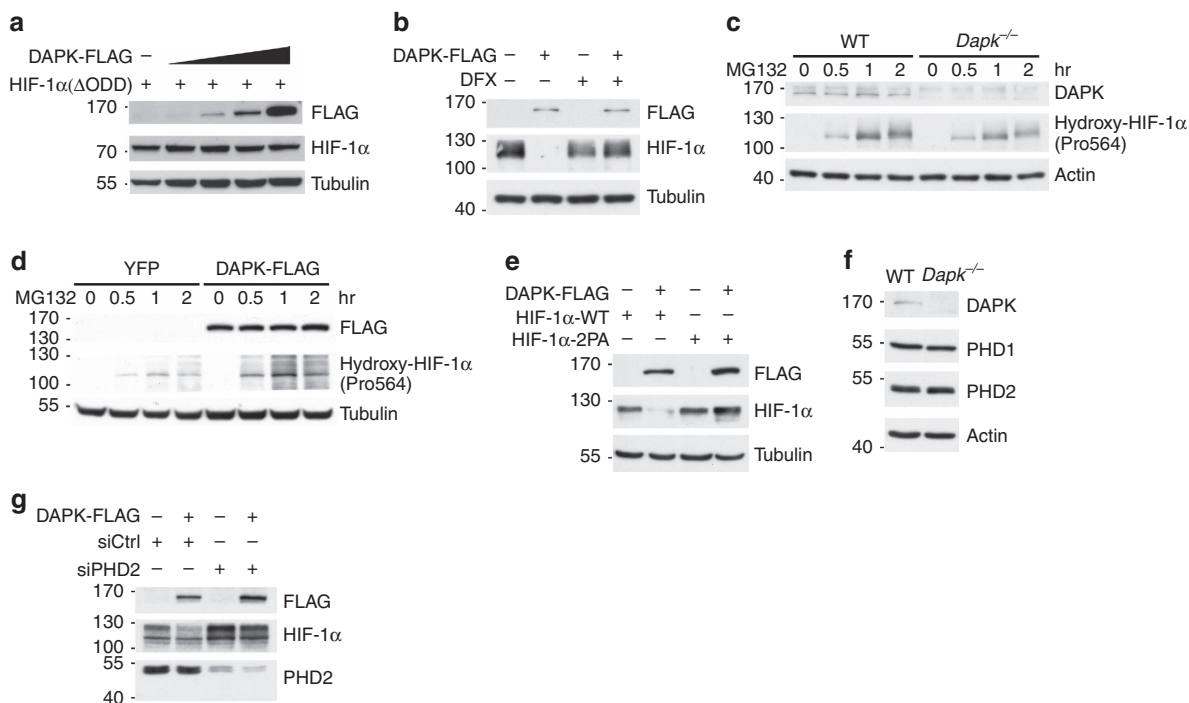 a
DAPK-FLAG –
HIF-1α(ΔODD) + + + + +
170 FLAG
70 HIF-1α
55 Tubulin
b
DAPK-FLAG – + – +
DFX – – + +
170 FLAG
130 HIF-1α
100
Tubulin
40
c
WT Dapk–/–
MG132 0 0.5 1 2 0 0.5 1 2 hr
170 DAPK
130 Hydroxy-HIF-1α
100 (Pro564)
40 Actin
d
YFP DAPK-FLAG
MG132 0 0.5 1 2 0 0.5 1 2 hr
170 FLAG
130
130 Hydroxy-HIF-1α
100 (Pro564)
55 Tubulin
e
DAPK-FLAG – + – +
HIF-1α-WT + + – –
HIF-1α-2PA – – + +
170 FLAG
130 HIF-1α
55 Tubulin
f
WT Dapk–/–
170 DAPK
55 PHD1
55 PHD2
Actin
40
g
DAPK-FLAG – + – +
siCtrl + + – –
siPHD2 – – + +
170 FLAG
130 HIF-1α
100
55 PHD2
40